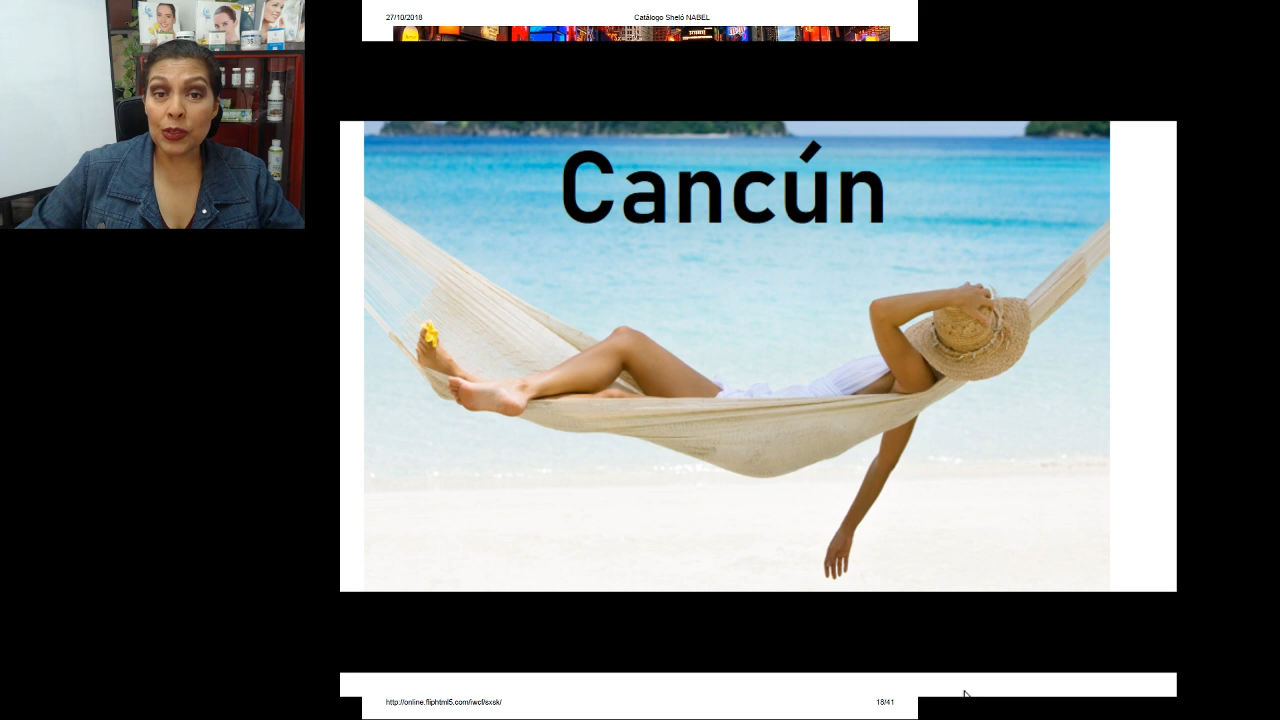 27/10/2018 Catálogo Sheló NABEL
Cancún
http://online.fliphtml5.com/iwcf/sxsk/ 18/41